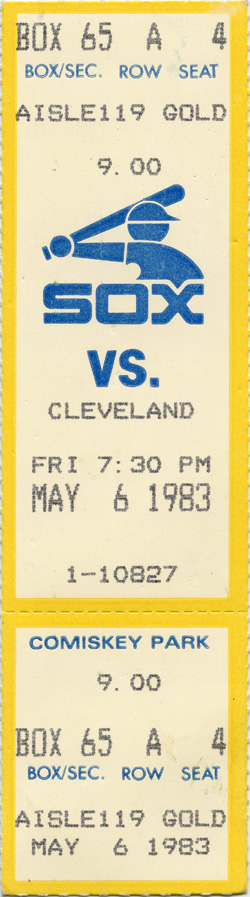 BOX 65 A 4
BOX/SEC. ROW SEAT
AISLE119 GOLD
9.00
SOX
VS.
CLEVELAND
FRI 7:30 PM
MAY 6 1983
1-10827
COMISKEY PARK
9.00
BOX 65 A 4
BOX/SEC. ROW SEAT
AISLE119 GOLD
MAY 6 1983